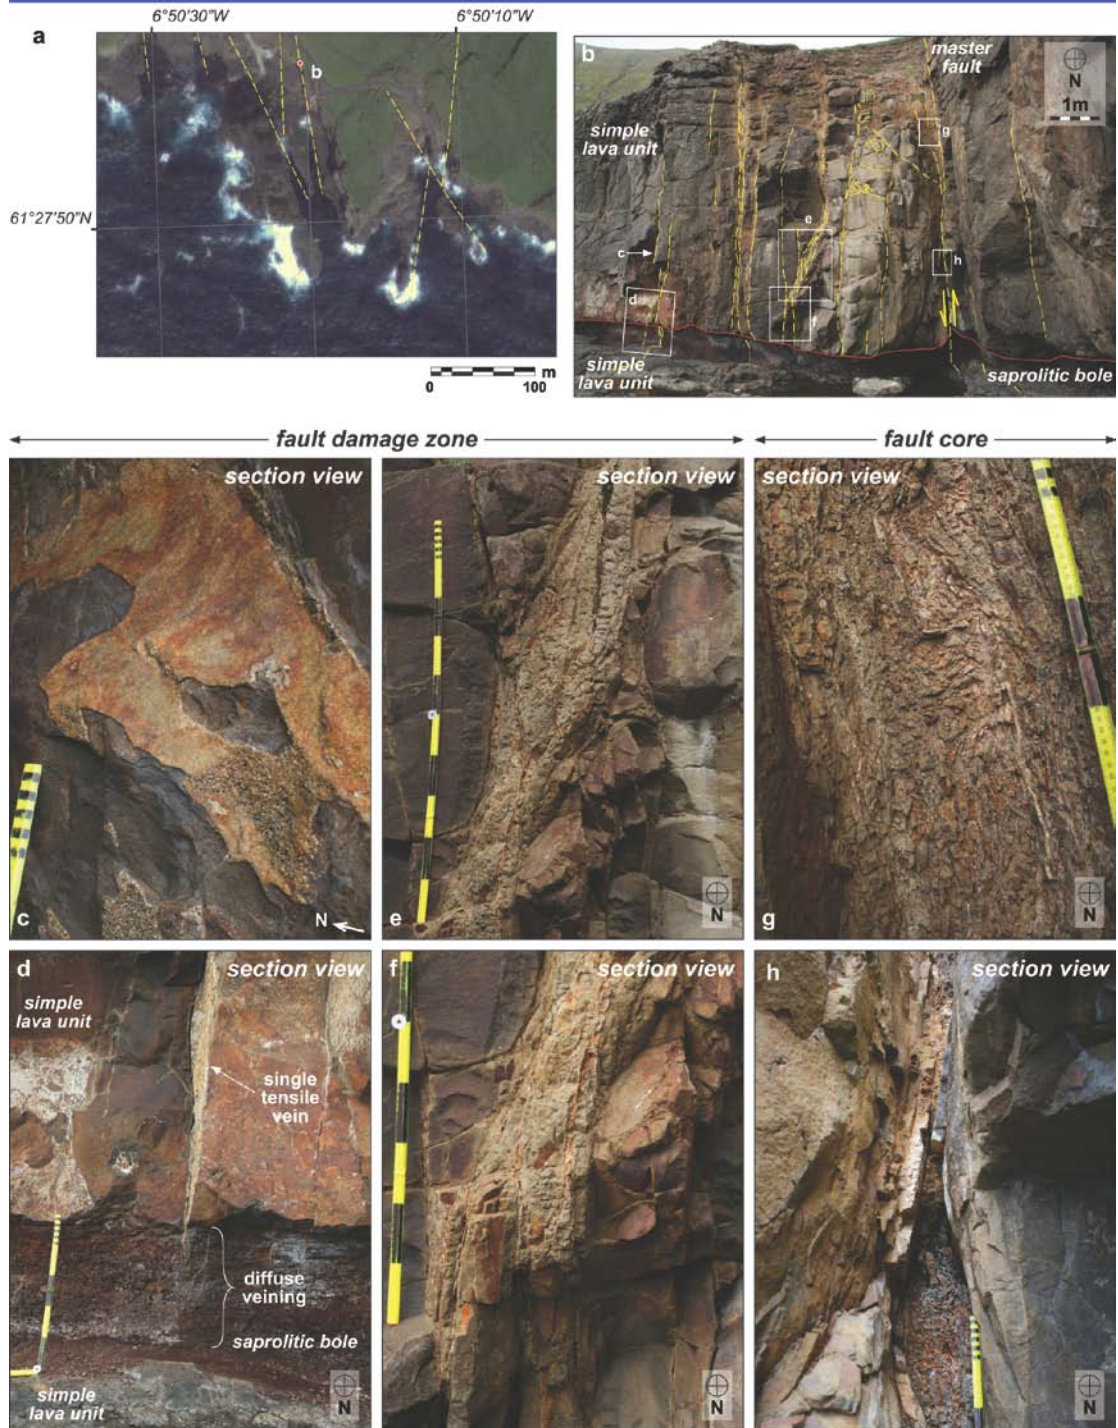 a
6°50'30"W
6°50'10"W
b
61°27'50"N
0
100
m
b
master
fault
N
1m
simple
lava unit
g
e
c
h
d
f
simple
lava unit
saprolitic bole
fault damage zone
fault core
section view
section view
section view
c
N
e
N
g
N
d
section view
simple
lava unit
single
tensile
vein
diffuse
veining
saprolitic bole
simple
lava unit
N
f
section view
N
h
section view
N